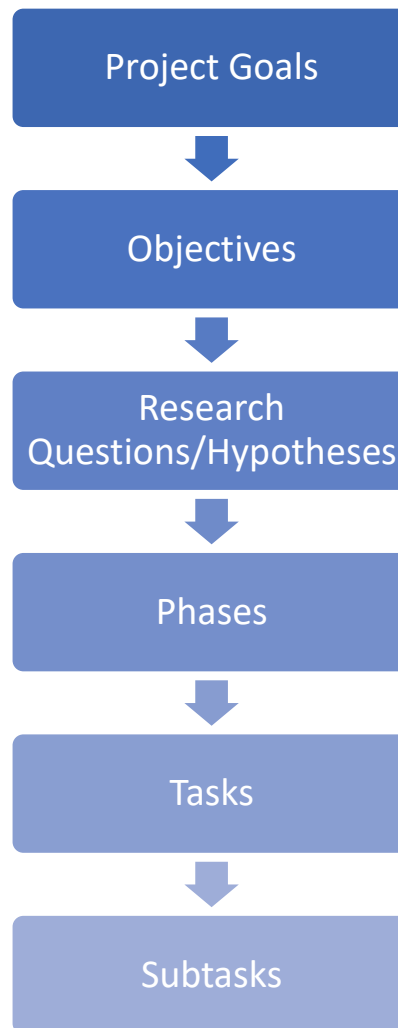 Project Goals
Objectives
Research
Questions/Hypotheses
Phases
Tasks
Subtasks